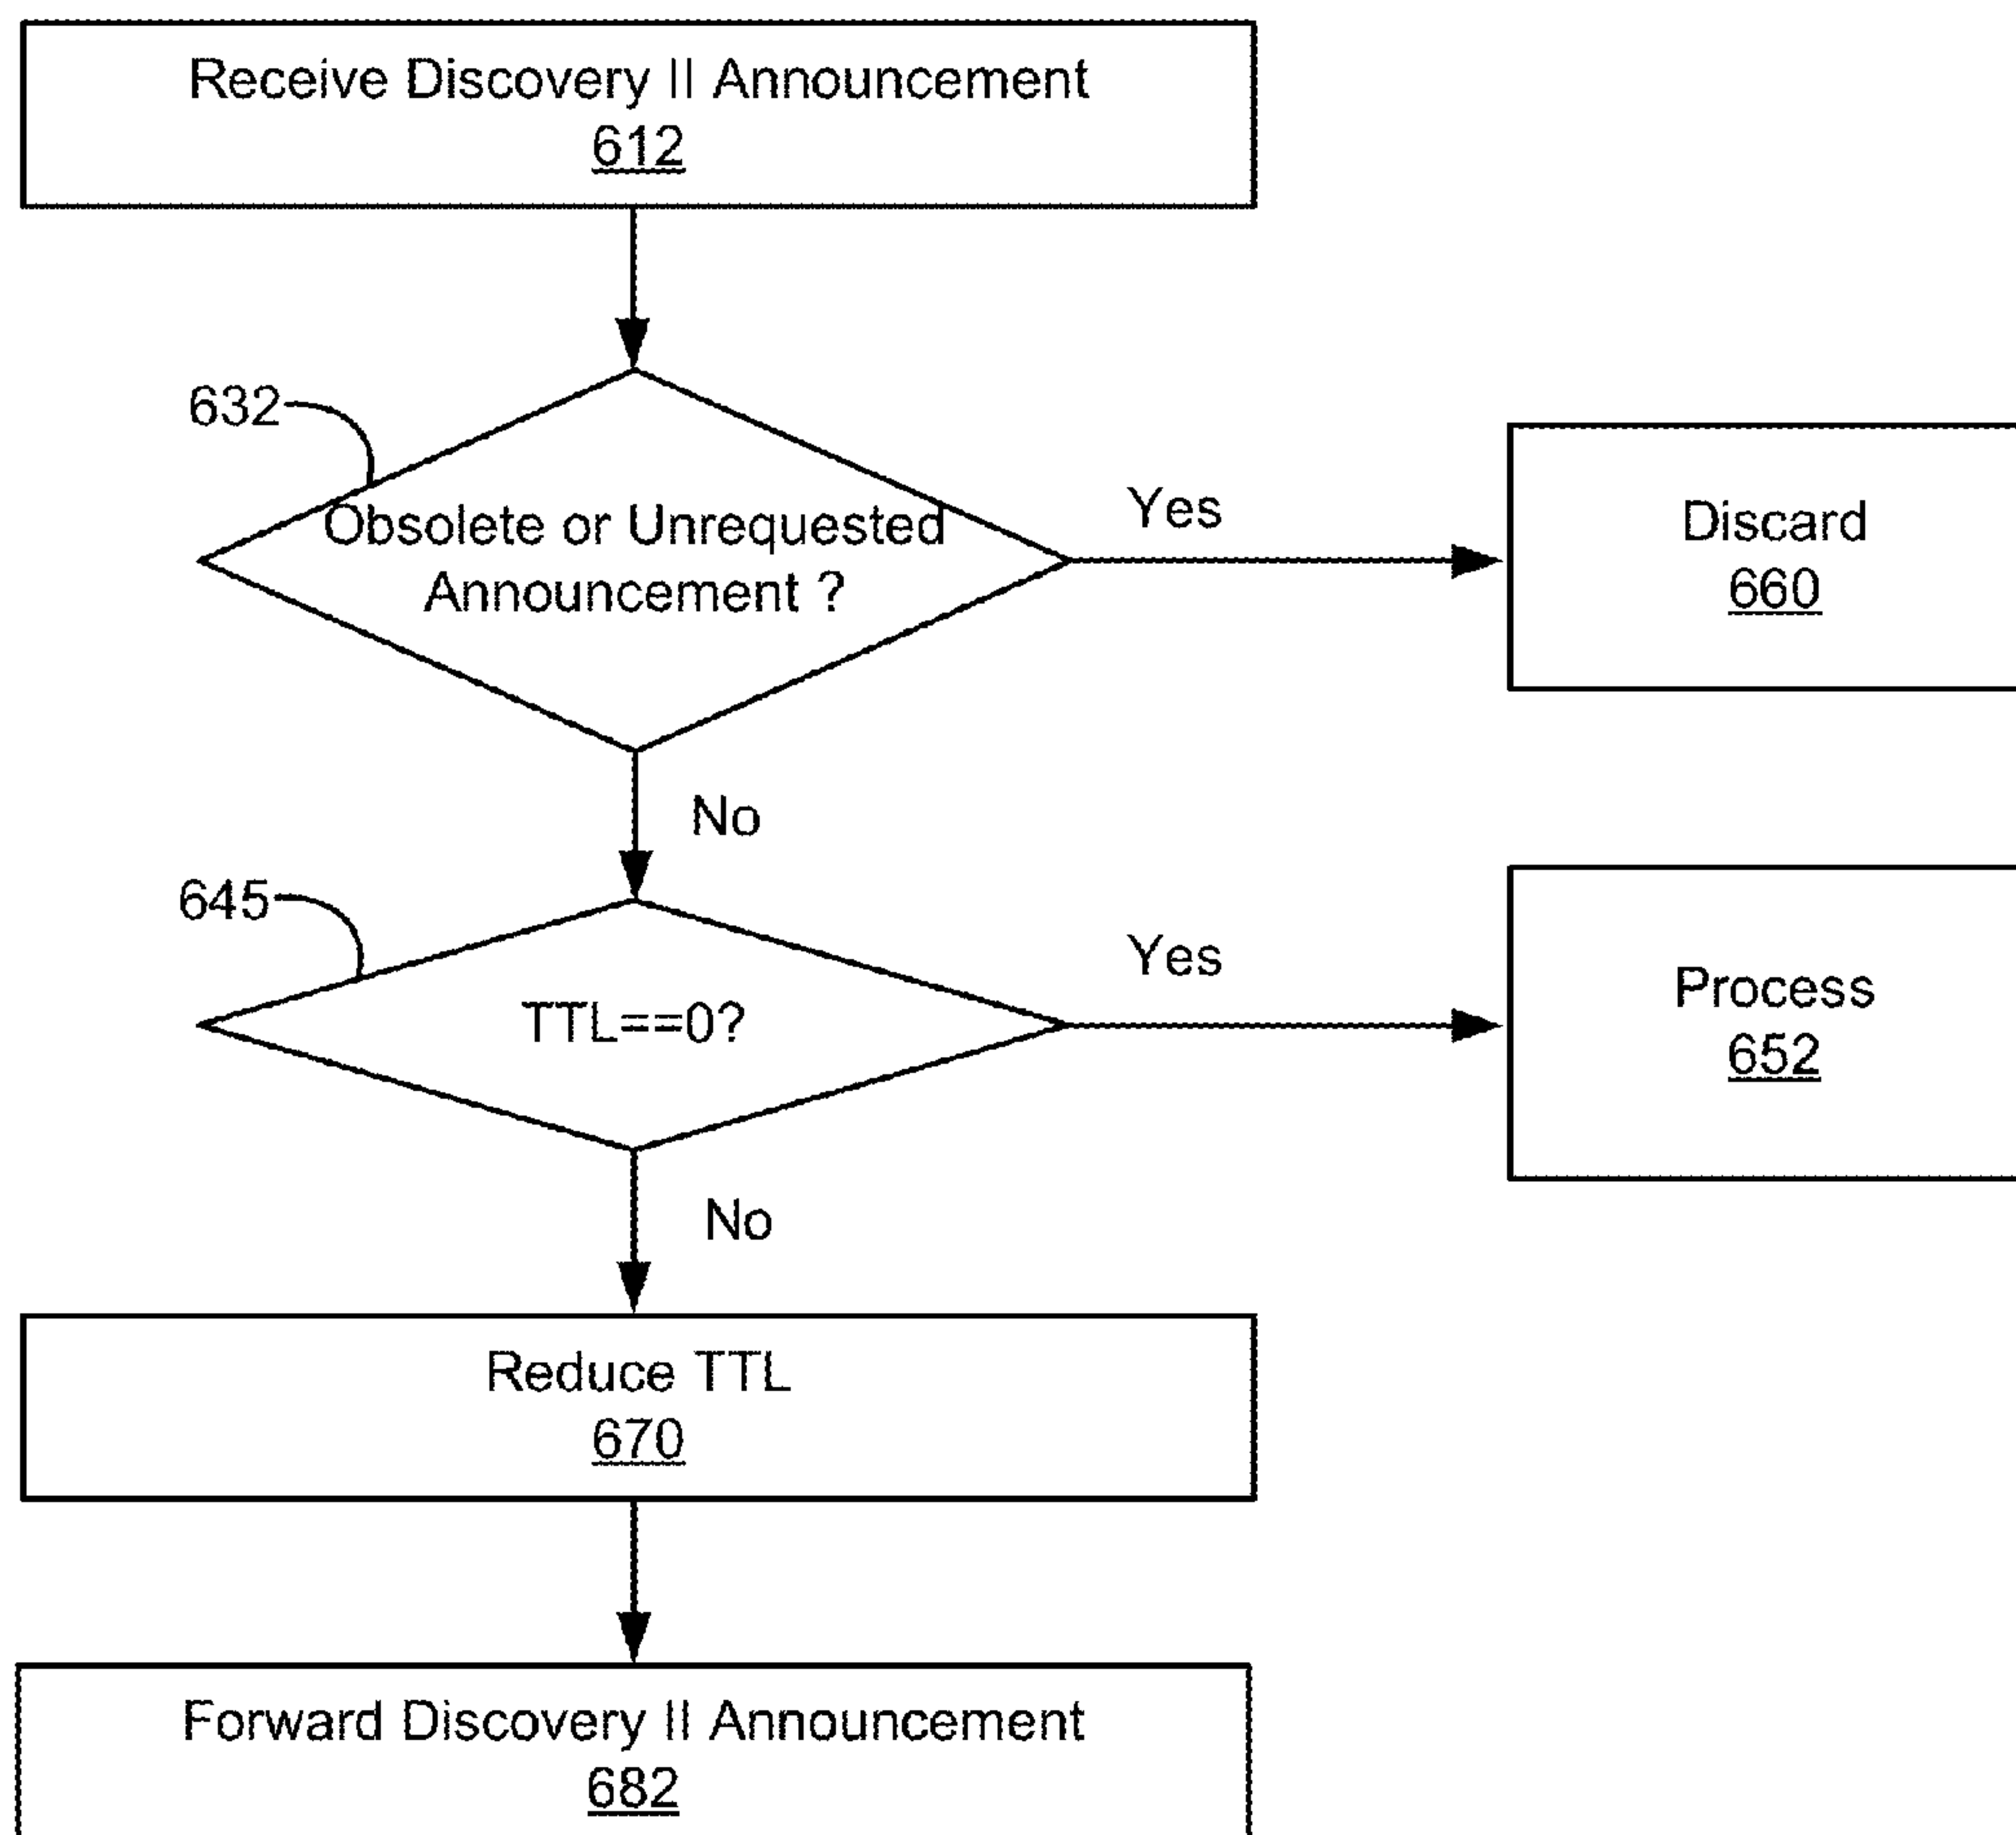 Receive Discovery II Announcement
612
632
Obsolete or Unrequested
Announcement ?
Yes
Discard
660
No
645
TTL==0?
Yes
Process
652
No
Reduce TTL
670
Forward Discovery II Announcement
682